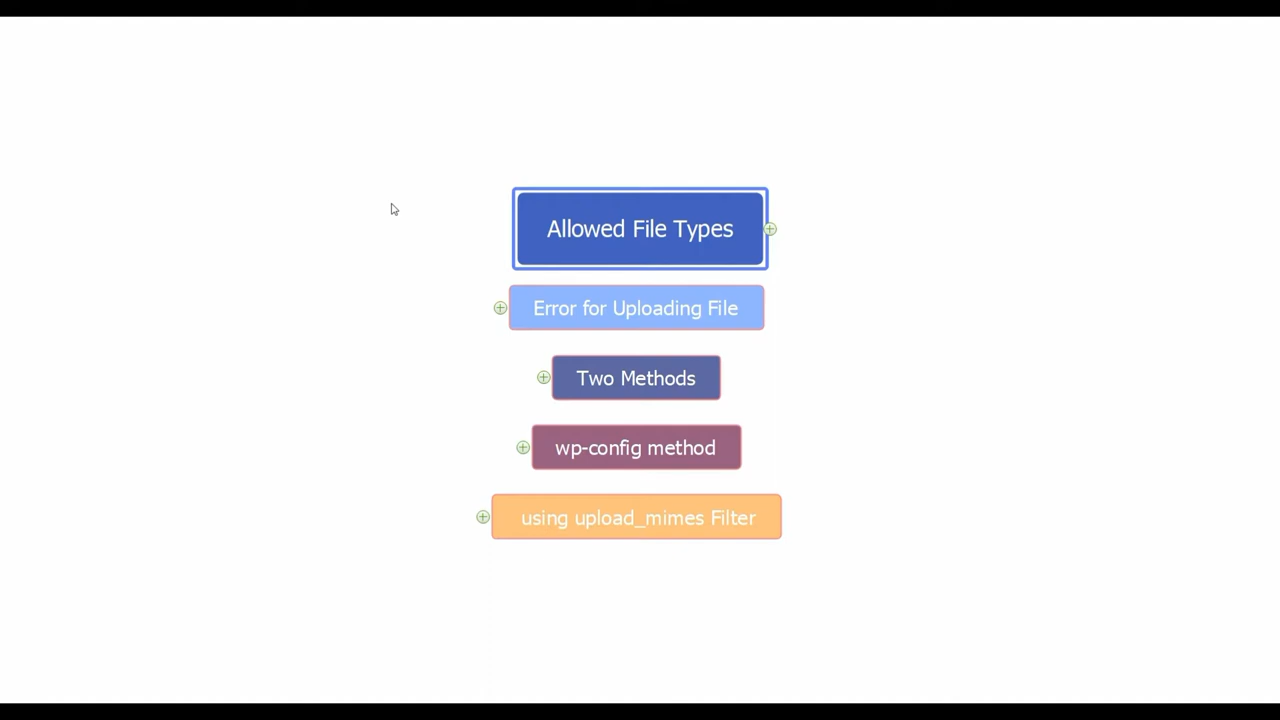 Allowed File Types
Error for Uploading File
Two Methods
wp-config method
using upload_mimes Filter